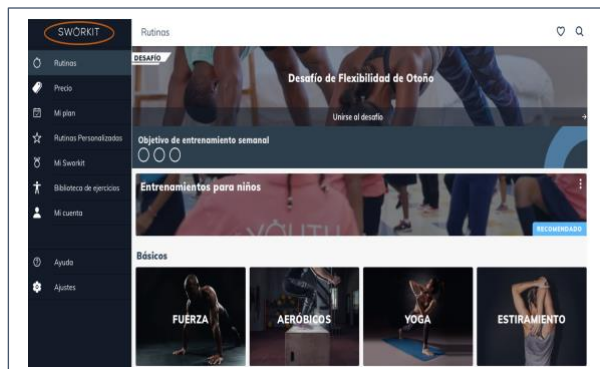 SWORKIT
Rutinas
Rutinas
Precio
Mi plan
Rutinas Personalizadas
Mi Sworkit
Biblioteca de ejercicios
Mi cuenta
Ayuda
Ajustes
DESAFÍO
Desafío de Flexibilidad de Otoño
Unirse al desafío
Objetivo de entrenamiento semanal
Entrenamientos para niños
YOUTH
RECOMENDADO
Básicos
FUERZA
AERÓBICOS
YOGA
ESTIRAMIENTO